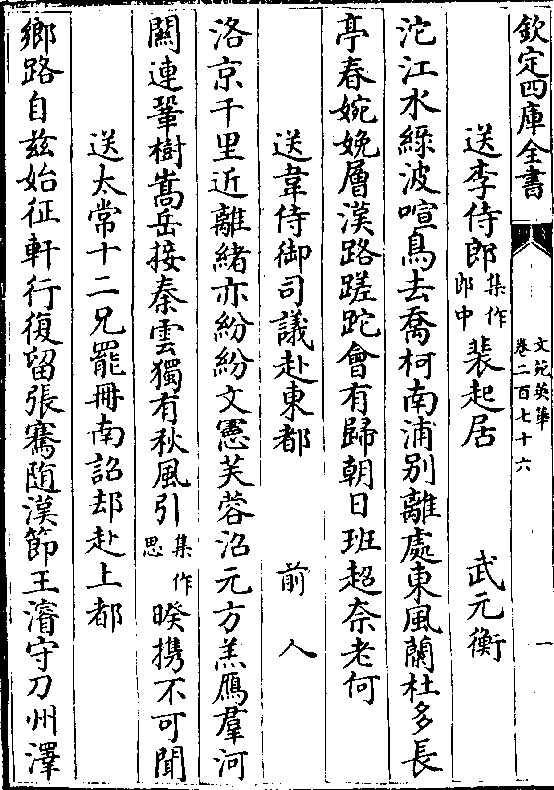 欽定四庫全書
文苑英華
卷二百七十六
一
送李侍郎集作郎中裴起居 武元衡
沱江水綠波喧鳥去喬柯南浦别離處東風蘭杜多長
亭春婉娩層漢路蹉跎會有歸朝日班超奈老何
送韋侍御司議赴東都 前人
洛京千里近離緒亦紛紛文憲芙蓉沼元方羔鴈羣河
關連鞏樹嵩岳接秦雲獨有秋風引集作思暌携不可聞
送太常十二兄罷冊南詔却赴上都
鄉路自兹始征軒行復留張騫随漢節王濬守刀州澤